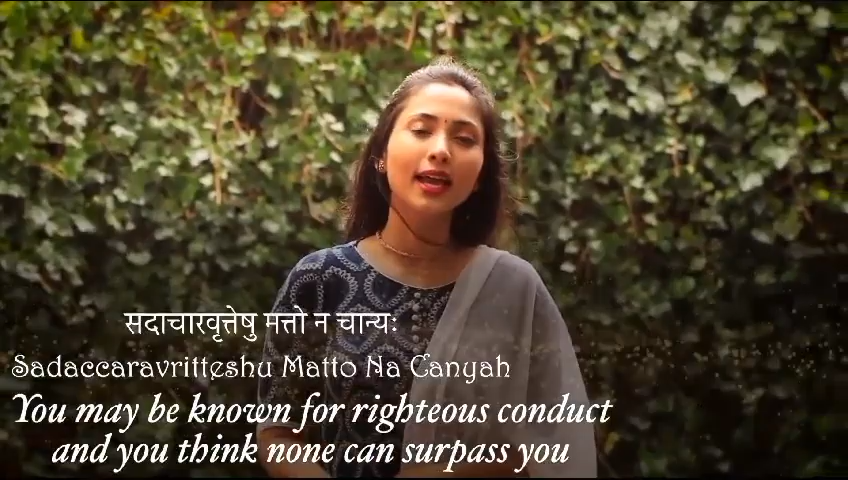 सदाचारवृत्तेषु मत्तो न चान्यः
Sadaccaravritteshu Matto Na Canyah
You may be known for righteous conduct
and you think none can surpass you